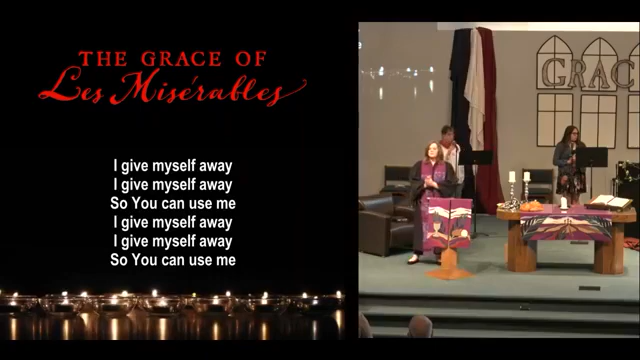 THE GRACE OF
Les Misérables
I give myself away
I give myself away
So You can use me
I give myself away
I give myself away
So You can use me
GRAC